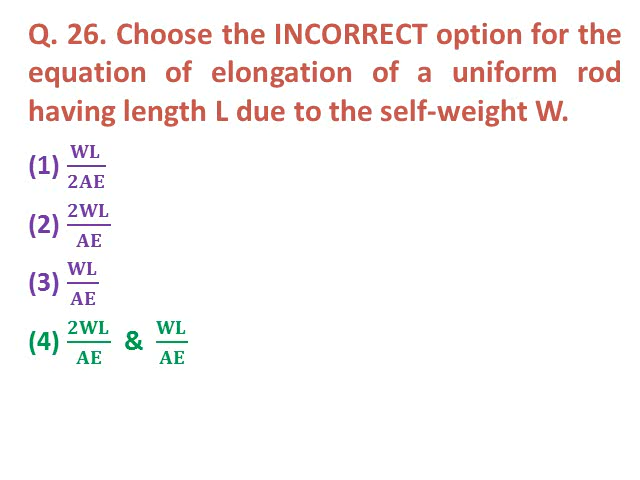 Q. 26. Choose the INCORRECT option for the
equation of elongation of a uniform rod
having length L due to the self-weight W.
(1) WL/2AE
(2) 2WL/AE
(3) WL/AE
(4) 2WL/AE & WL/AE